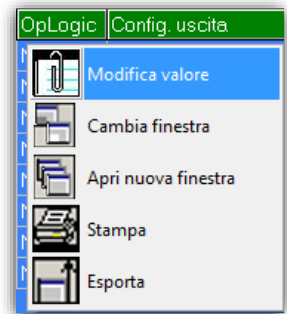 OpLogic Config. uscita
Modifica valore
Cambia finestra
Apri nuova finestra
Stampa
Esporta